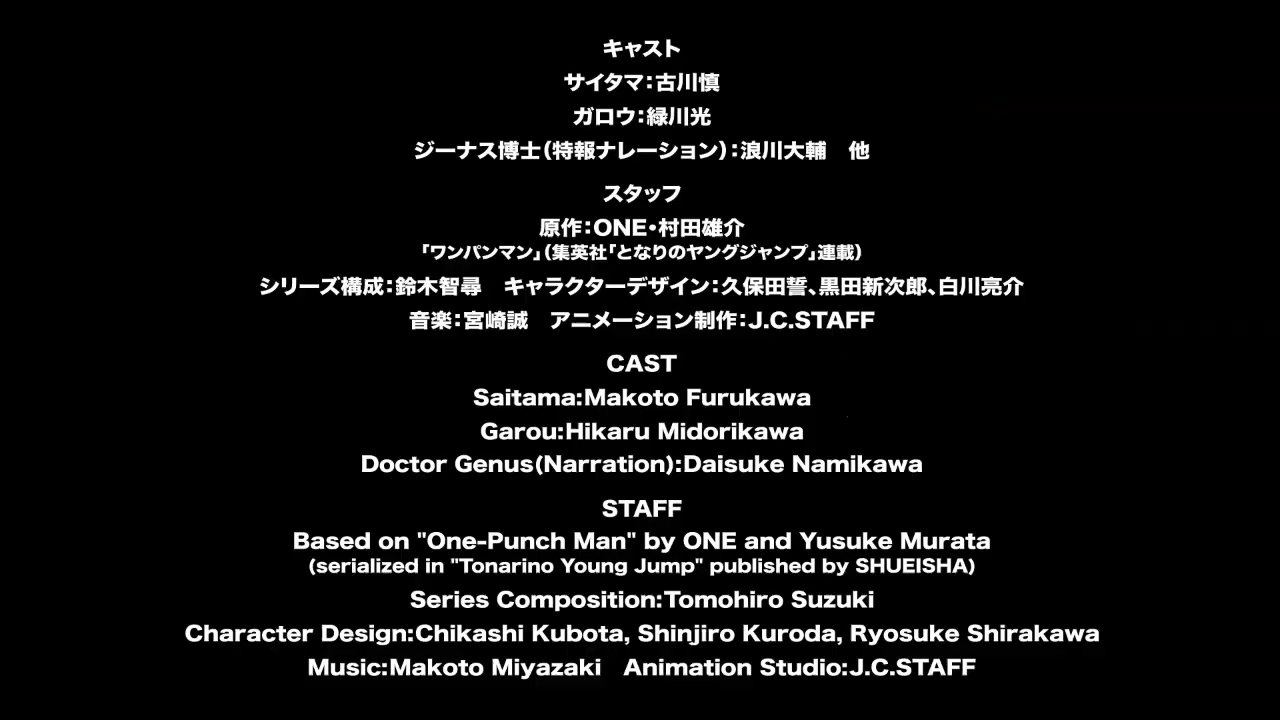 キャスト
サイタマ：古川慎
ガロウ：緑川光
ジーナス博士（特報ナレーション）：浪川大輔　他
スタッフ
原作：ONE・村田雄介
「ワンパンマン」（集英社「となりのヤングジャンプ」連載）
シリーズ構成：鈴木智尋　キャラクターデザイン：久保田誓、黒田新次郎、白川亮介
音楽：宮崎誠　アニメーション制作：J.C.STAFF
CAST
Saitama:Makoto Furukawa
Garou:Hikaru Midorikawa
Doctor Genus(Narration):Daisuke Namikawa
STAFF
Based on "One-Punch Man" by ONE and Yusuke Murata
(serialized in "Tonarino Young Jump" published by SHUEISHA)
Series Composition:Tomohiro Suzuki
Character Design:Chikashi Kubota, Shinjiro Kuroda, Ryosuke Shirakawa
Music:Makoto Miyazaki　Animation Studio:J.C.STAFF